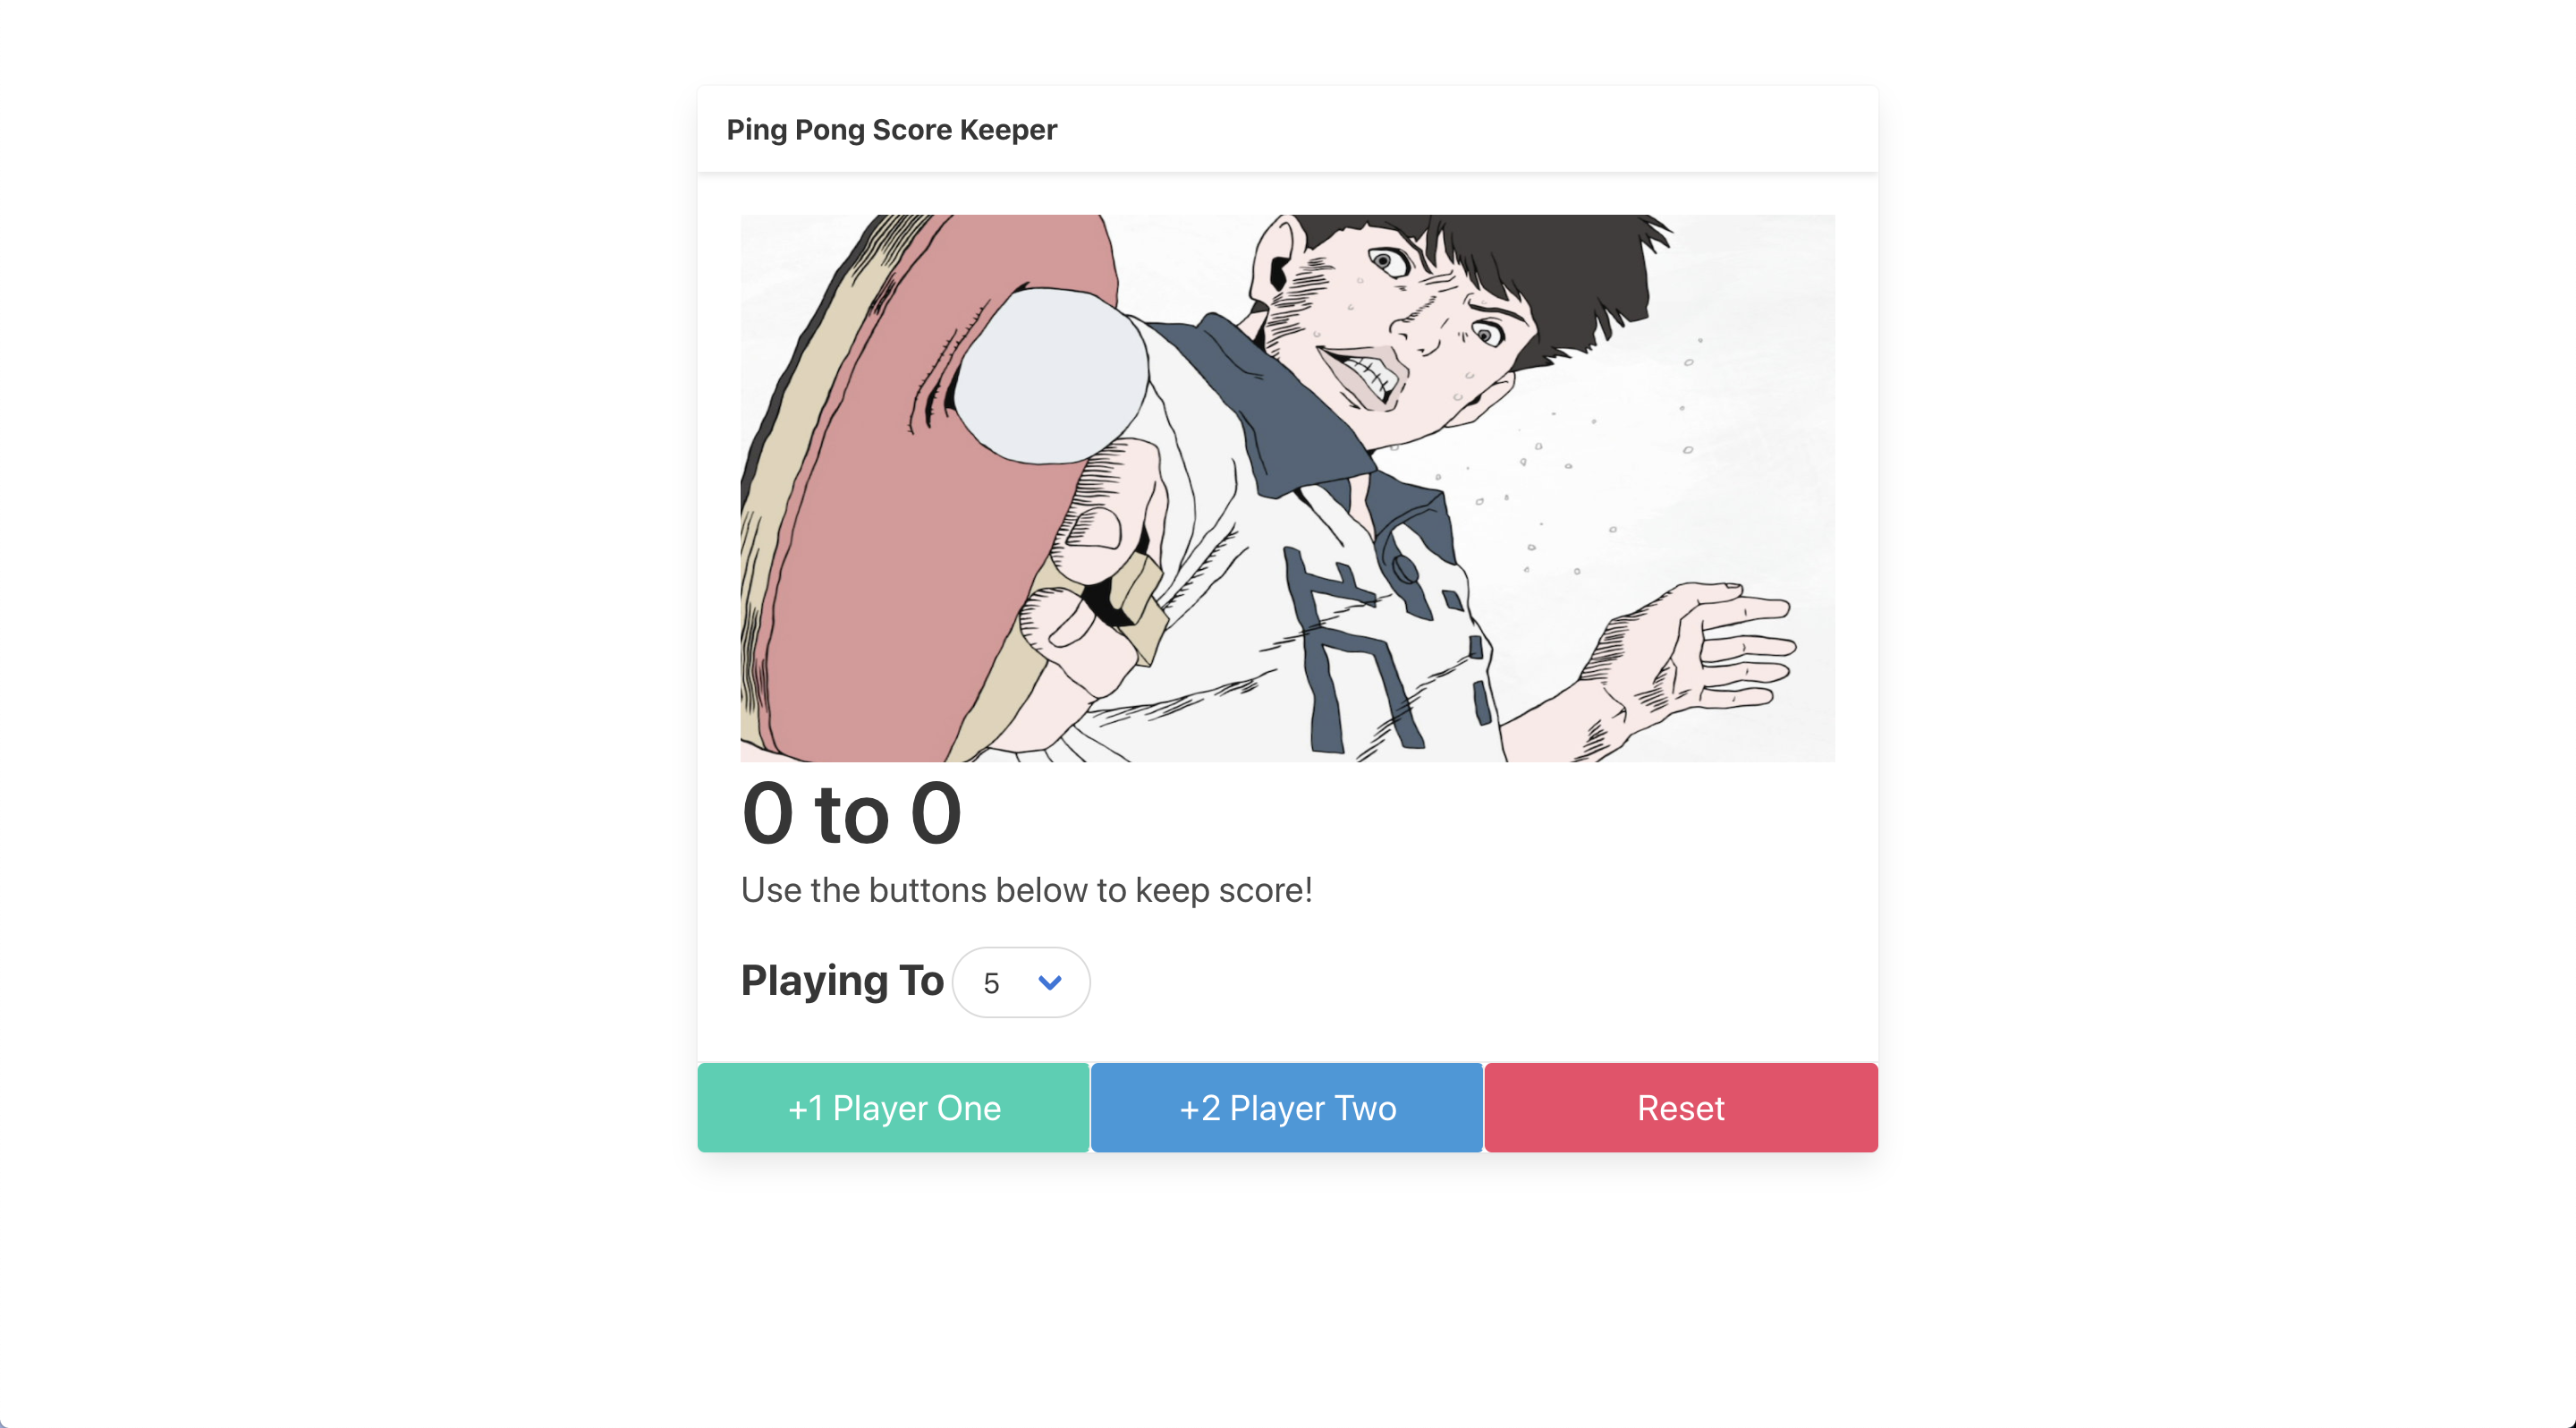 Ping Pong Score Keeper
0 to 0
Use the buttons below to keep score!
Playing To 5
+1 Player One +2 Player Two Reset